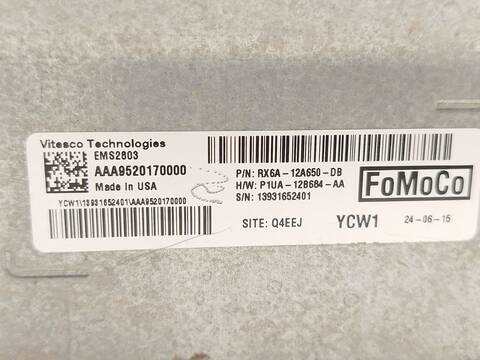 Vitesco Technologies
EMS2803
AAA9520170000
Made in USA
YCW1\13931652401\AAA9520170000
P/N: RX6A-12A650-DB
H/W: P1UA-12B684-AA
S/N: 13931652401
FoMoCo
SITE: Q4EEJ
YCW1
24-06-15